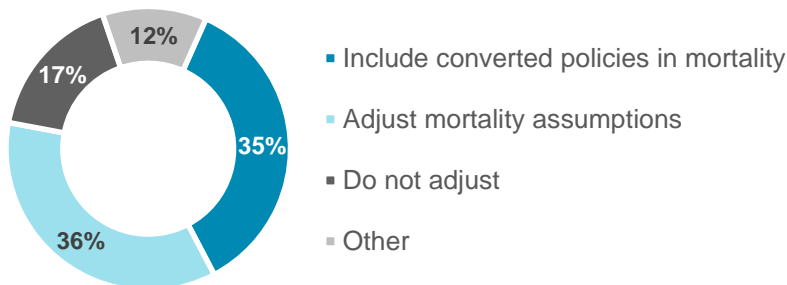 12%
17%
35%
36%
Include converted policies in mortality
Adjust mortality assumptions
Do not adjust
Other